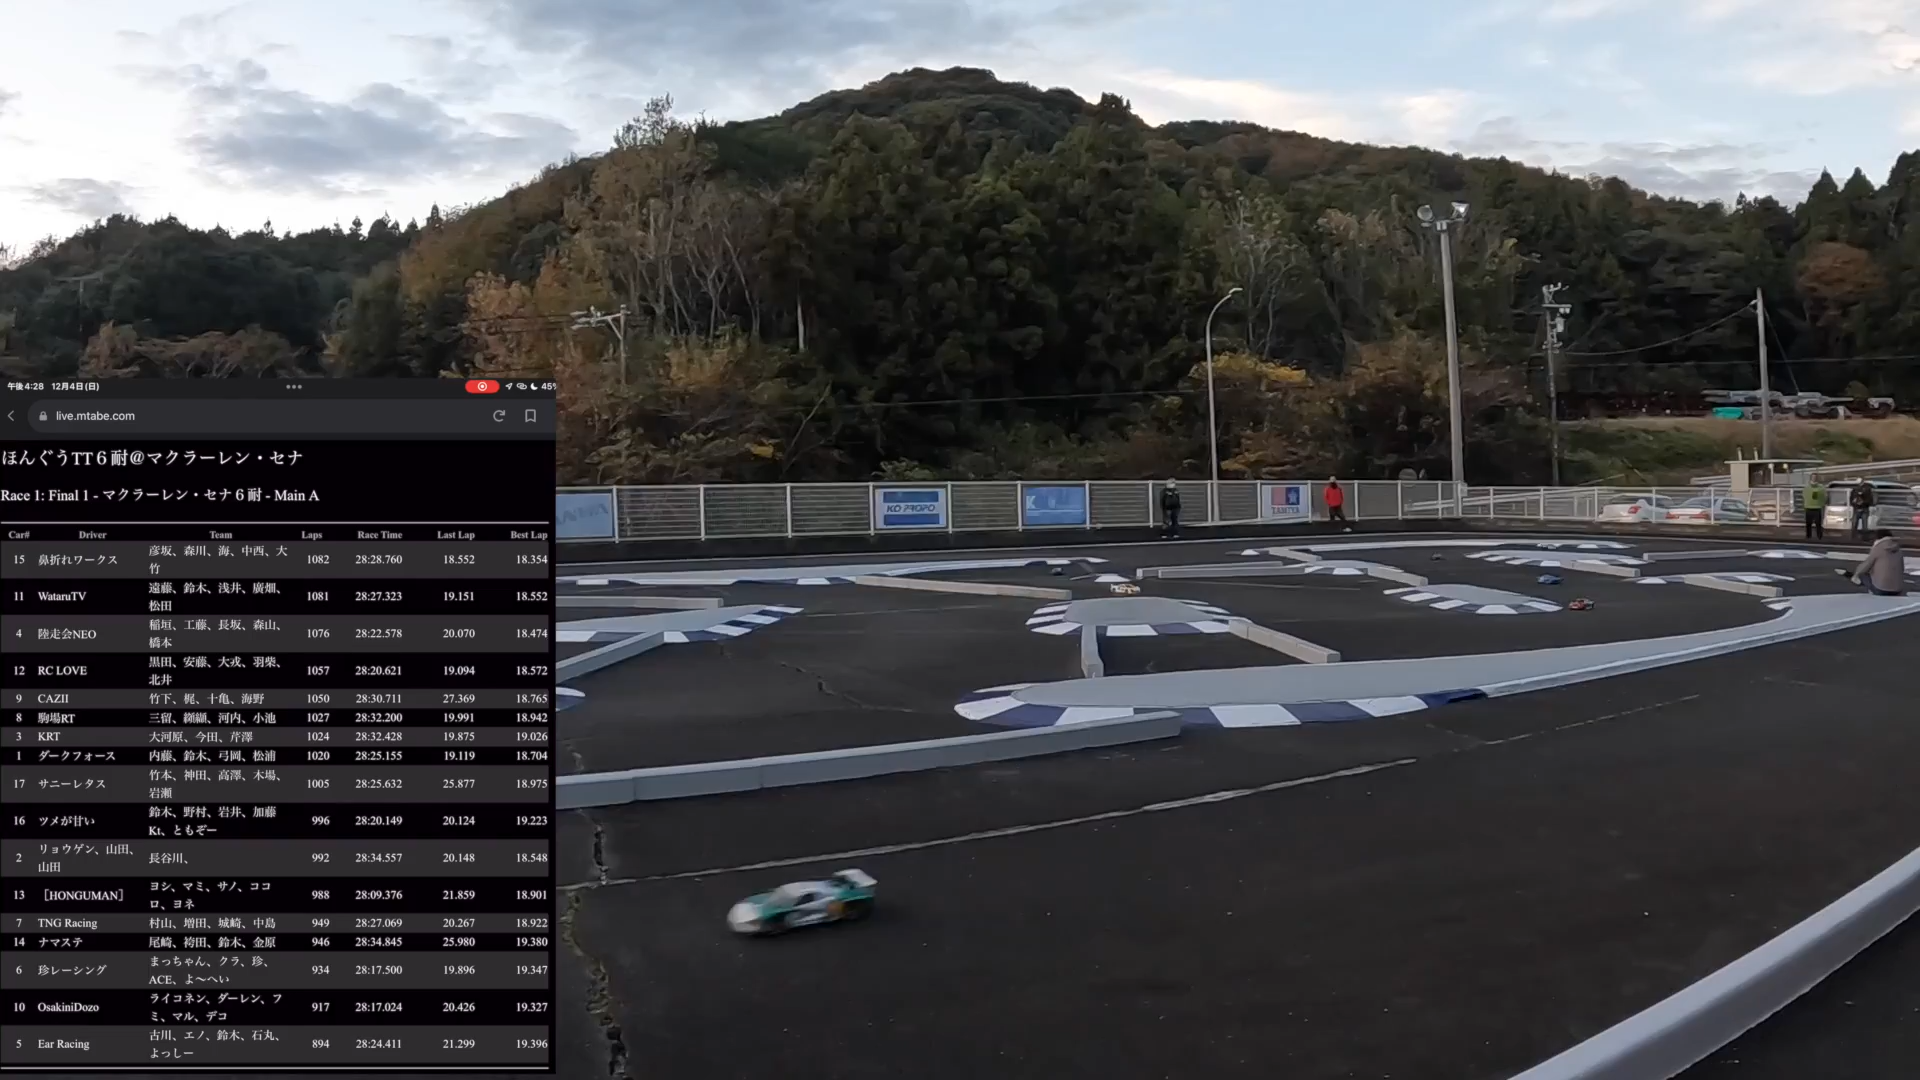 午後4:28 12月4日(日)
45%
live.mtabe.com
ほんぐうTT６耐＠マクラーレン・セナ
Race 1: Final 1 - マクラーレン・セナ６耐 - Main A
Car# Driver Team Laps Race Time Last Lap Best Lap
15 鼻折れワークス 彦坂、森川、海、中西、大竹 1082 28:28.760 18.552 18.354
11 WataruTV 遠藤、鈴木、浅井、廣畑、松田 1081 28:27.323 19.151 18.552
4 陸走会NEO 稲垣、工藤、長坂、森山、橋本 1076 28:22.578 20.070 18.474
12 RC LOVE 黒田、安藤、大戎、羽柴、北井 1057 28:20.621 19.094 18.572
9 CAZII 竹下、梶、十亀、海野 1050 28:30.711 27.369 18.765
8 駒場RT 三留、纐纈、河内、小池 1027 28:32.200 19.991 18.942
3 KRT 大河原、今田、芹澤 1024 28:32.428 19.875 19.026
1 ダークフォース 内藤、鈴木、弓岡、松浦 1020 28:25.155 19.119 18.704
17 サニーレタス 竹本、神田、高澤、木場、岩瀬 1005 28:25.632 25.877 18.975
16 ツメが甘い 鈴木、野村、岩井、加藤Kt、ともぞー 996 28:20.149 20.124 19.223
2 リョウゲン、山田、山田 長谷川、 992 28:34.557 20.148 18.548
13 ［HONGUMAN］ ヨシ、マミ、サノ、ココロ、ヨネ 988 28:09.376 21.859 18.901
7 TNG Racing 村山、増田、城崎、中島 949 28:27.069 20.267 18.922
14 ナマステ 尾崎、袴田、鈴木、金原 946 28:34.845 25.980 19.380
6 珍レーシング まっちゃん、クラ、珍、ACE、よ〜へい 934 28:17.500 19.896 19.347
10 OsakiniDozo ライコネン、ダーレン、フミ、マル、デコ 917 28:17.024 20.426 19.327
5 Ear Racing 古川、エノ、鈴木、石丸、よっしー 894 28:24.411 21.299 19.396
KO PROPO
TAMIYA